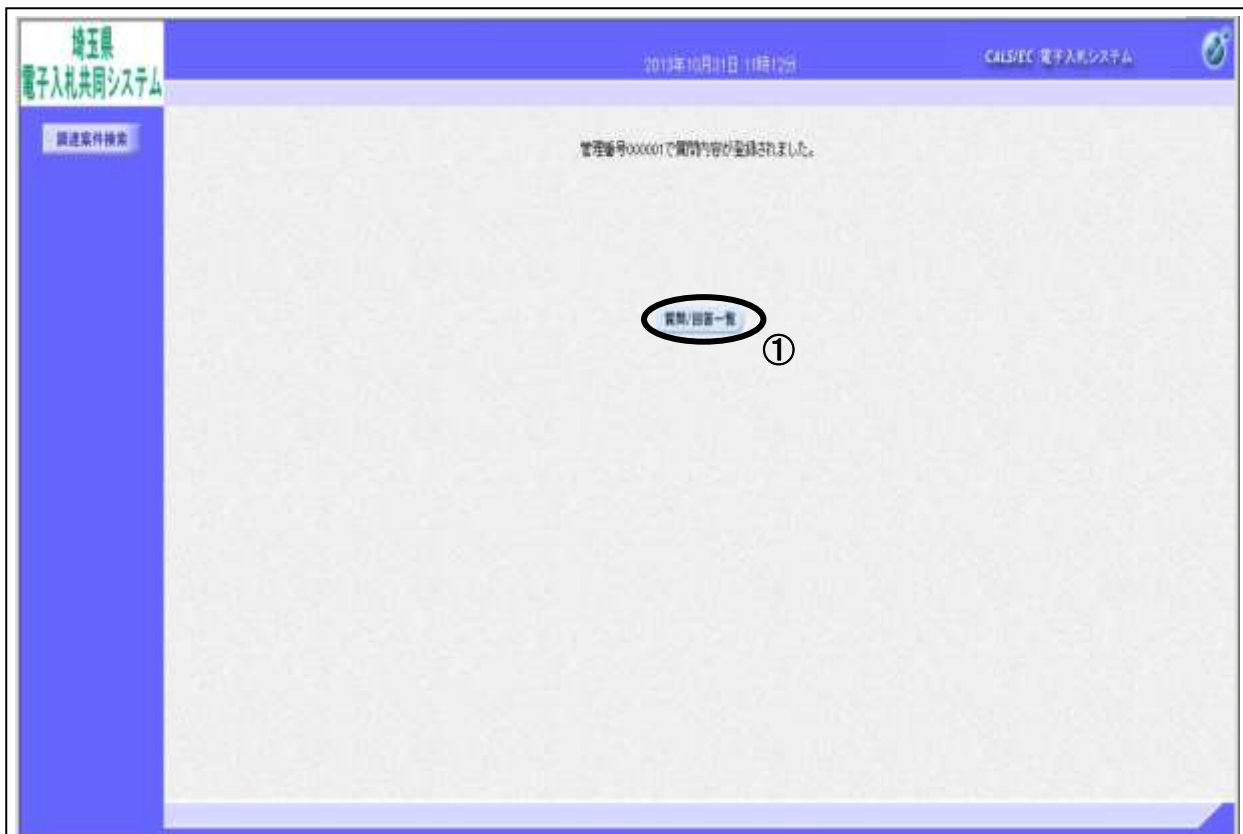 埼玉県
電子入札共同システム
2013年10月31日 11時12分
CALS/EC 電子入札システム
調達案件検索
管理番号000001で質問内容が登録されました。
質問/回答一覧
①